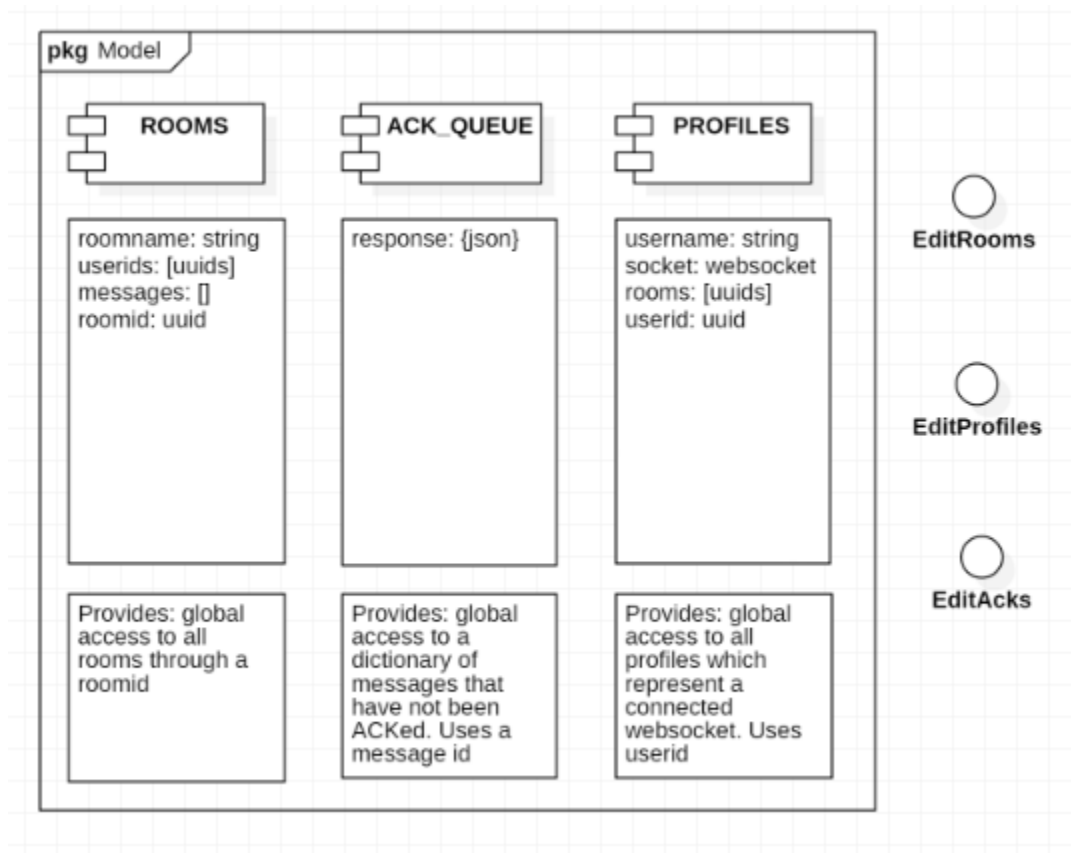 pkg Model
ROOMS
ACK_QUEUE
PROFILES
roomname: string
userids: [uuids]
messages: []
roomid: uuid
response: {json}
username: string
socket: websocket
rooms: [uuids]
userid: uuid
Provides: global
access to all
rooms through a
roomid
Provides: global
access to a
dictionary of
messages that
have not been
ACKed. Uses a
message id
Provides: global
access to all
profiles which
represent a
connected
websocket. Uses
userid
EditRooms
EditProfiles
EditAcks